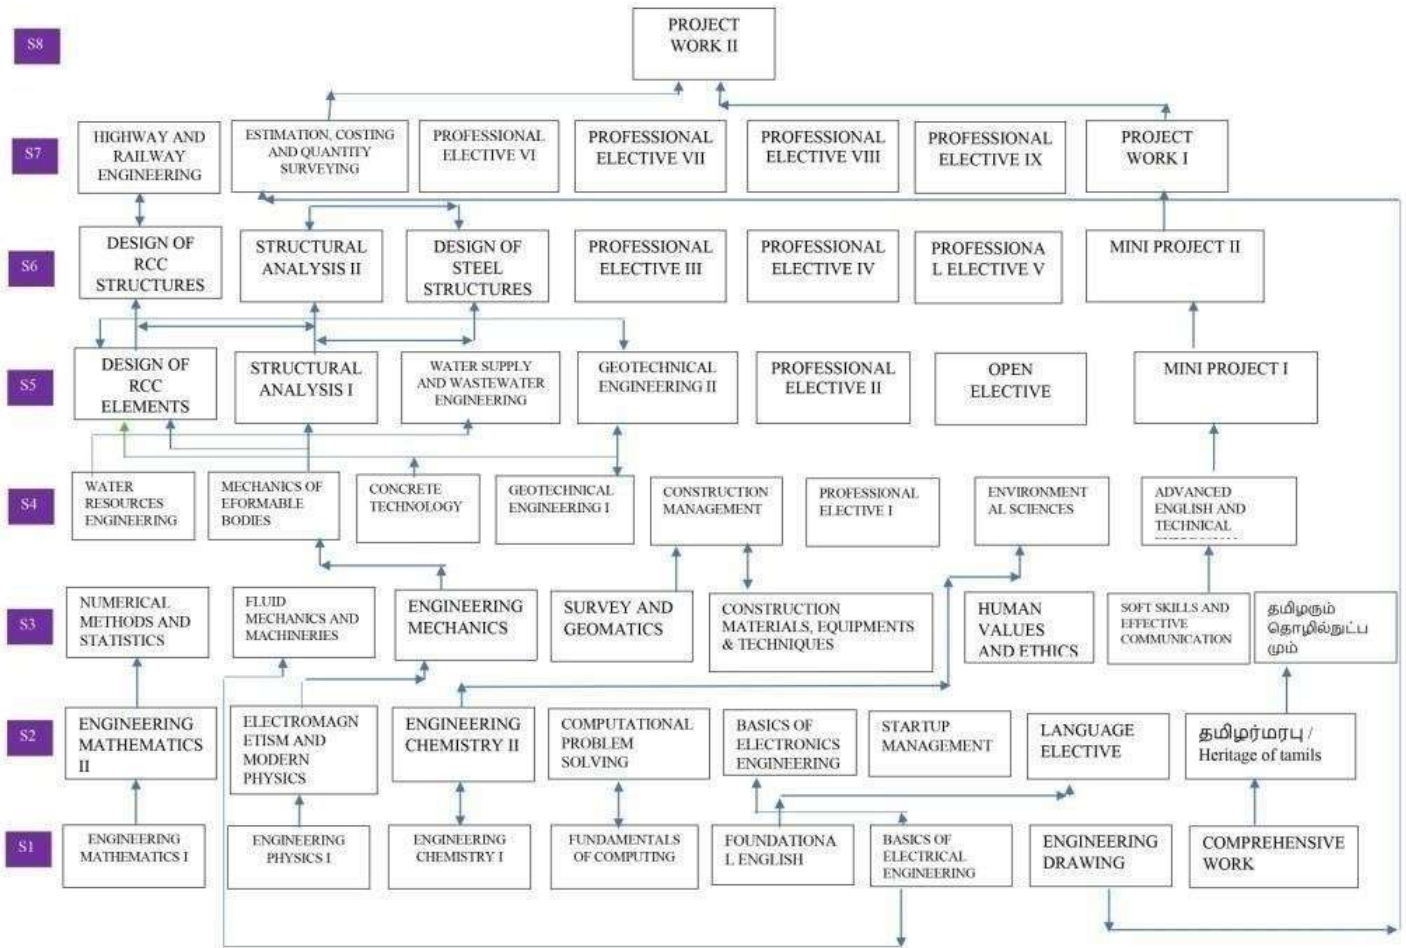 S8
PROJECT
WORK II
S7
HIGHWAY AND
RAILWAY
ENGINEERING
ESTIMATION, COSTING
AND QUANTITY
SURVEYING
PROFESSIONAL
ELECTIVE VI
PROFESSIONAL
ELECTIVE VII
PROFESSIONAL
ELECTIVE VIII
PROFESSIONAL
ELECTIVE IX
PROJECT
WORK I
S6
DESIGN OF
RCC
STRUCTURES
STRUCTURAL
ANALYSIS II
DESIGN OF
STEEL
STRUCTURES
PROFESSIONAL
ELECTIVE III
PROFESSIONAL
ELECTIVE IV
PROFESSIONA
L ELECTIVE V
MINI PROJECT II
S5
DESIGN OF
RCC
ELEMENTS
STRUCTURAL
ANALYSIS I
WATER SUPPLY
AND WASTEWATER
ENGINEERING
GEOTECHNICAL
ENGINEERING II
PROFESSIONAL
ELECTIVE II
OPEN
ELECTIVE
MINI PROJECT I
S4
WATER
RESOURCES
ENGINEERING
MECHANICS OF
EFORMABLE
BODIES
CONCRETE
TECHNOLOGY
GEOTECHNICAL
ENGINEERING I
CONSTRUCTION
MANAGEMENT
PROFESSIONAL
ELECTIVE I
ENVIRONMENT
AL SCIENCES
ADVANCED
ENGLISH AND
TECHNICAL
S3
NUMERICAL
METHODS AND
STATISTICS
FLUID
MECHANICS AND
MACHINERIES
ENGINEERING
MECHANICS
SURVEY AND
GEOMATICS
CONSTRUCTION
MATERIALS, EQUIPMENTS
& TECHNIQUES
HUMAN
VALUES
AND ETHICS
SOFT SKILLS AND
EFFECTIVE
COMMUNICATION
தமிழரும்
தொழில்நுட்ப
மும்
S2
ENGINEERING
MATHEMATICS
II
ELECTROMAGN
ETISM AND
MODERN
PHYSICS
ENGINEERING
CHEMISTRY II
COMPUTATIONAL
PROBLEM
SOLVING
BASICS OF
ELECTRONICS
ENGINEERING
STARTUP
MANAGEMENT
LANGUAGE
ELECTIVE
தமிழர்மரபு /
Heritage of tamils
S1
ENGINEERING
MATHEMATICS I
ENGINEERING
PHYSICS I
ENGINEERING
CHEMISTRY I
FUNDAMENTALS
OF COMPUTING
FOUNDATIONA
L ENGLISH
BASICS OF
ELECTRICAL
ENGINEERING
ENGINEERING
DRAWING
COMPREHENSIVE
WORK